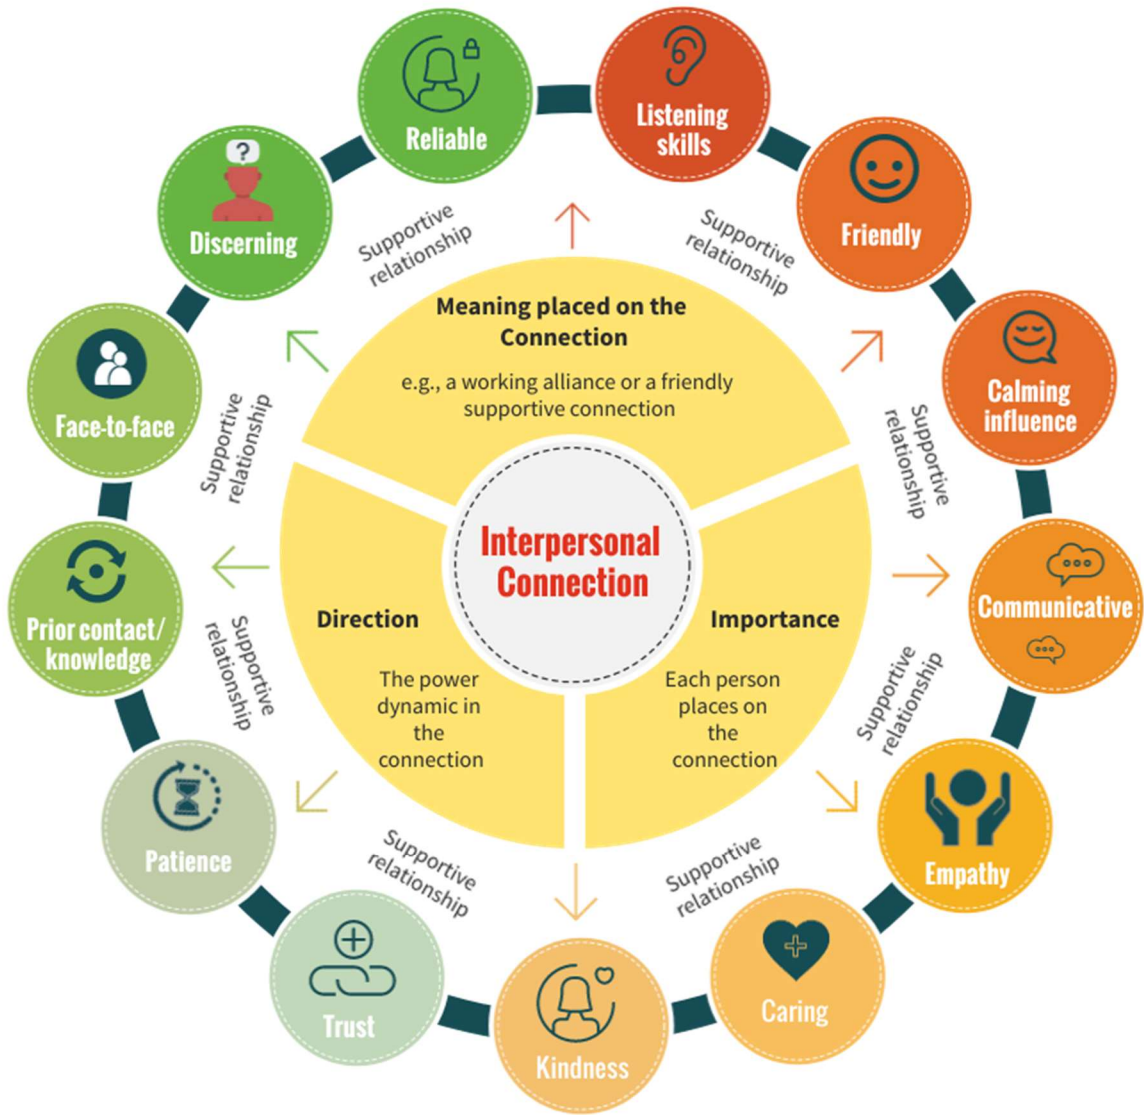 Reliable
Listening
skills
Friendly
Calming
influence
Communicative
Empathy
Caring
Kindness
Trust
Patience
Prior contact/
knowledge
Face-to-face
?
Discerning
Supportive
relationship
Supportive
relationship
Supportive
relationship
Supportive
relationship
Supportive
relationship
Supportive
relationship
Supportive
relationship
Supportive
relationship
Meaning placed on the
Connection
e.g., a working alliance or a friendly
supportive connection
Interpersonal
Connection
Direction
The power
dynamic in
the
connection
Importance
Each person
places on
the
connection